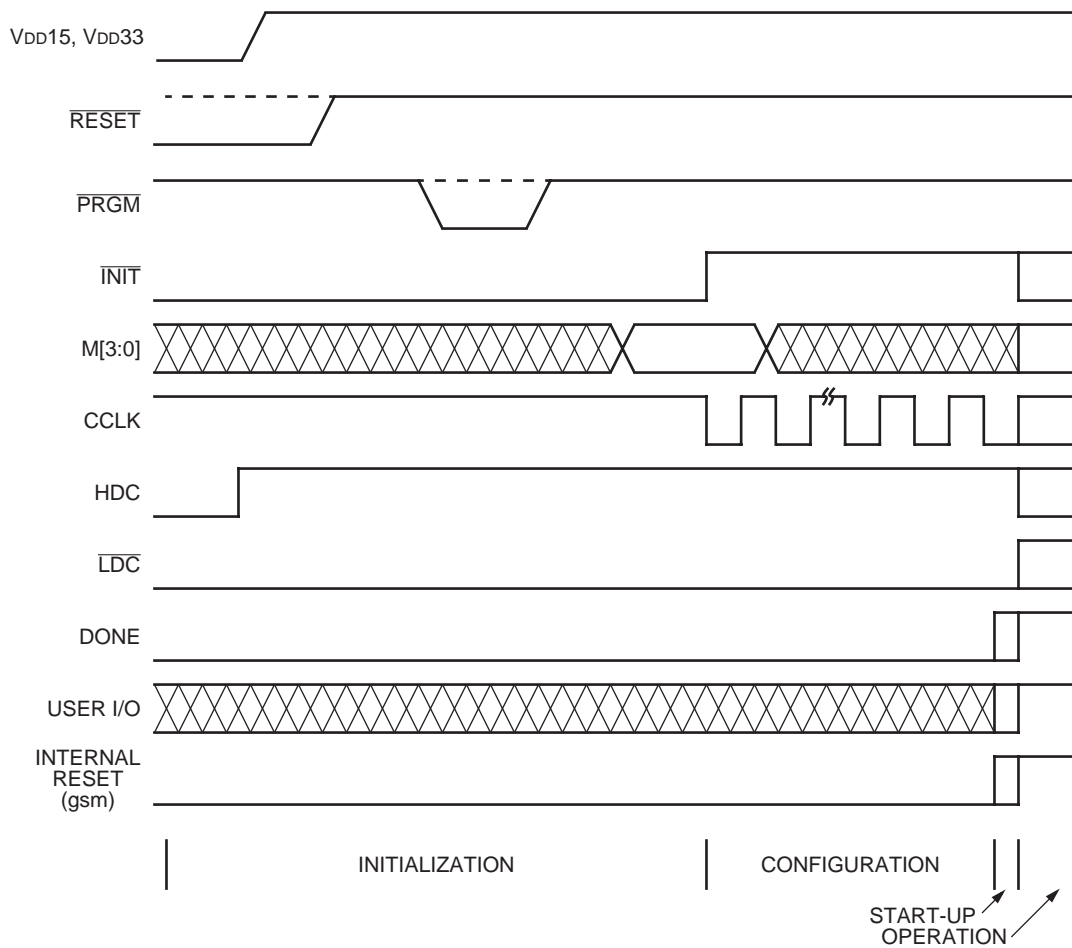 VDD15, VDD33
RESET
PRGM
INIT
M[3:0]
CCLK
HDC
LDC
DONE
USER I/O
INTERNAL
RESET
(gsm)
INITIALIZATION
CONFIGURATION
START-UP
OPERATION